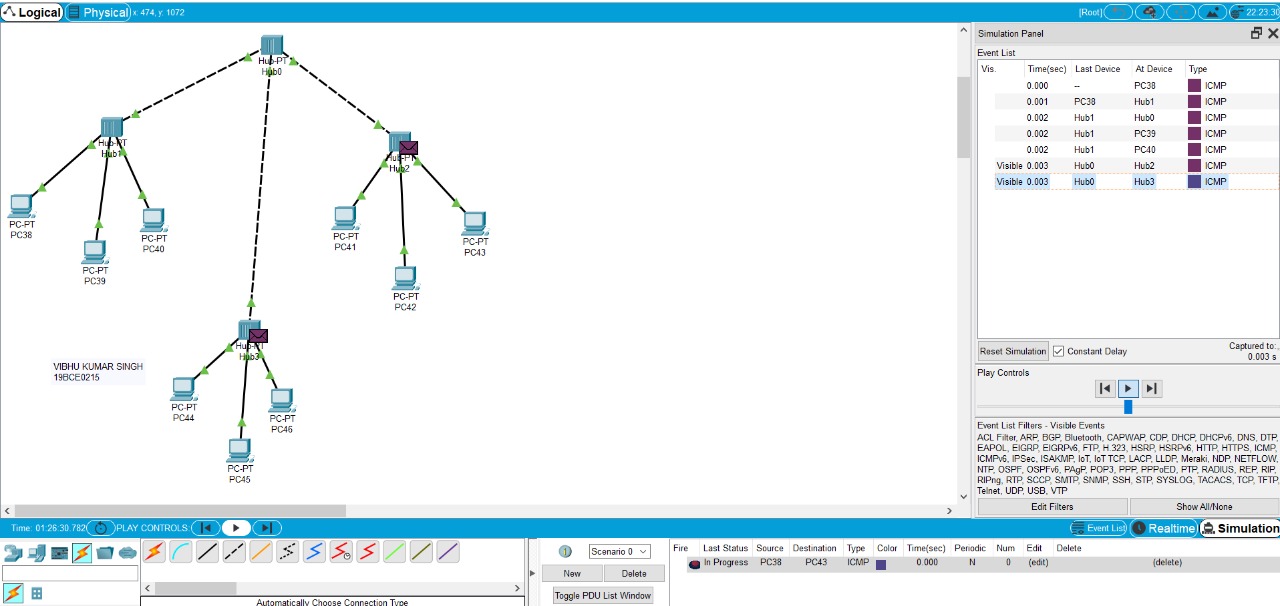 Logical Physical x: 474, y: 1072 [Root] 22:23:30
Hub-PT
Hub0
Hub-PT
Hub1
Hub-PT
Hub2
PC-PT
PC38
PC-PT
PC39
PC-PT
PC40
PC-PT
PC41
PC-PT
PC42
PC-PT
PC43
Hub-PT
Hub3
VIBHU KUMAR SINGH
19BCE0215
PC-PT
PC44
PC-PT
PC45
PC-PT
PC46
Simulation Panel
Event List
Vis. Time(sec) Last Device At Device Type
0.000 -- PC38 ICMP
0.001 PC38 Hub1 ICMP
0.002 Hub1 Hub0 ICMP
0.002 Hub1 PC39 ICMP
0.002 Hub1 PC40 ICMP
Visible 0.003 Hub0 Hub2 ICMP
Visible 0.003 Hub0 Hub3 ICMP
Reset Simulation Constant Delay Captured to:
0.003 s
Play Controls
Event List Filters - Visible Events
ACL Filter, ARP, BGP, Bluetooth, CAPWAP, CDP, DHCP, DHCPv6, DNS, DTP,
EAPOL, EIGRP, EIGRPv6, FTP, H.323, HSRP, HSRPv6, HTTP, HTTPS, ICMP,
ICMPv6, IPSec, ISAKMP, IoT, IoT TCP, LACP, LLDP, Meraki, NDP, NETFLOW,
NTP, OSPF, OSPFv6, PAgP, POP3, PPP, PPPoED, PTP, RADIUS, REP, RIP,
RIPng, RTP, SCCP, SMTP, SNMP, SSH, STP, SYSLOG, TACACS, TCP, TFTP,
Telnet, UDP, USB, VTP
Edit Filters Show All/None
Time: 01:26:30.782 PLAY CONTROLS: Event List Realtime Simulation
Automatically Choose Connection Type
Scenario 0
New Delete
Toggle PDU List Window
Fire Last Status Source Destination Type Color Time(sec) Periodic Num Edit Delete
In Progress PC38 PC43 ICMP 0.000 N 0 (edit) (delete)